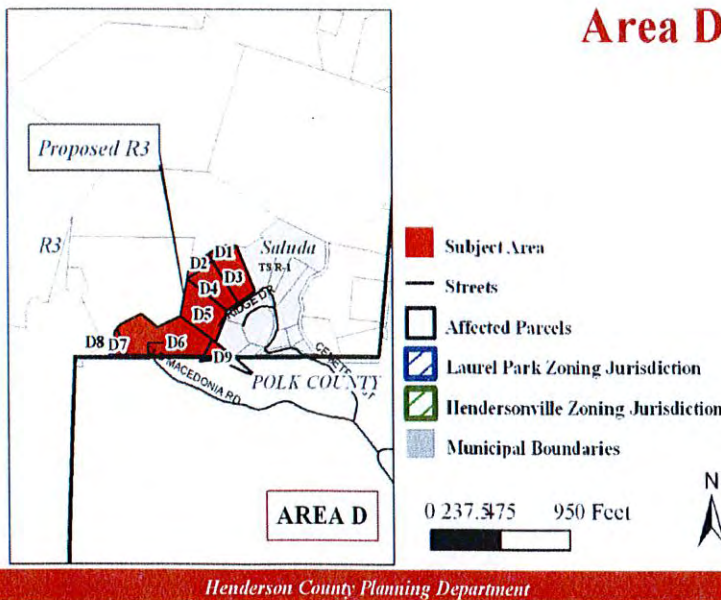 Area D
Proposed R3
R3
Saluda
TS R-1
D1
D2
D3
D4
D5
RIDGE DR
D6
D7
D8
D9
MACEDONIA RD
POLK COUNTY
AREA D
Subject Area
Streets
Affected Parcels
Laurel Park Zoning Jurisdiction
Hendersonville Zoning Jurisdiction
Municipal Boundaries
0 237.5 475 950 Feet
N
Henderson County Planning Department